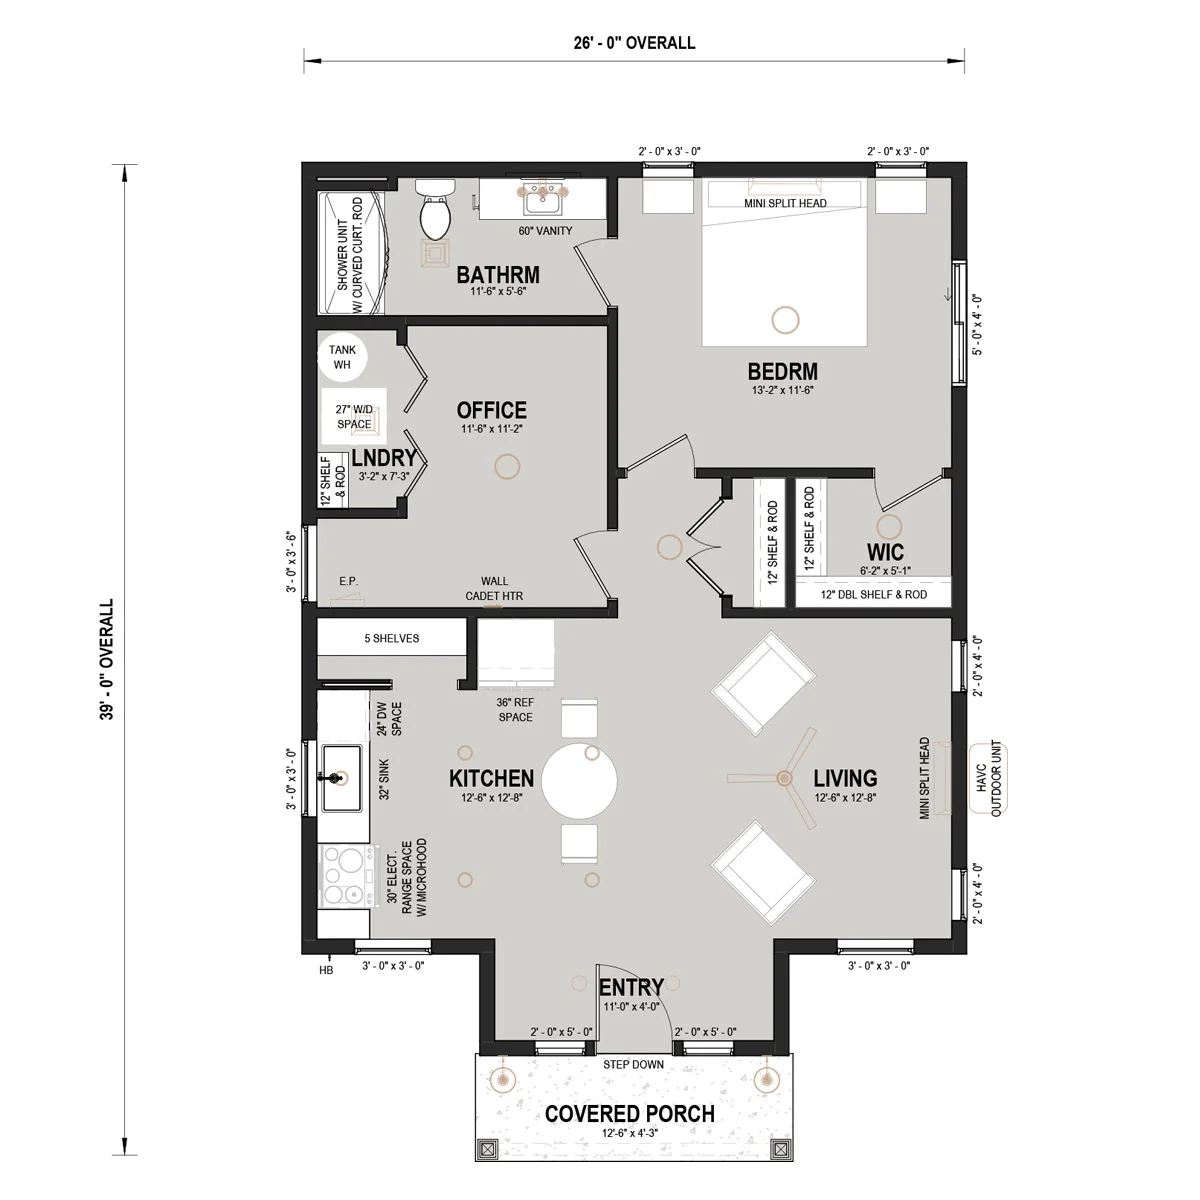 26' - 0" OVERALL
2' - 0" x 3' - 0"
2' - 0" x 3' - 0"
MINI SPLIT HEAD
SHOWER UNIT
W/ CURVED CURT. ROD
60" VANITY
BATHRM
11'-6" x 5'-6"
5' - 0" x 4' - 0"
TANK
WH
BEDRM
13'-2" x 11'-6"
27" W/D
SPACE
OFFICE
11'-6" x 11'-2"
LNDRY
3'-2" x 7'-3"
12" SHELF
& ROD
12" SHELF & ROD
12" SHELF & ROD
WIC
6'-2" x 5'-1"
12" DBL SHELF & ROD
3' - 0" x 3' - 6"
E.P.
WALL
CADET HTR
39' - 0" OVERALL
5 SHELVES
2' - 0" x 4' - 0"
36" REF
SPACE
24" DW
SPACE
3' - 0" x 3' - 0"
32" SINK
KITCHEN
12'-6" x 12'-8"
LIVING
12'-6" x 12'-8"
MINI SPLIT HEAD
HAVC
OUTDOOR UNIT
30" ELECT.
RANGE SPACE
W/ MICROHOOD
2' - 0" x 4' - 0"
HB
3' - 0" x 3' - 0"
3' - 0" x 3' - 0"
ENTRY
11'-0" x 4'-0"
2' - 0" x 5' - 0"
2' - 0" x 5' - 0"
STEP DOWN
COVERED PORCH
12'-6" x 4'-3"